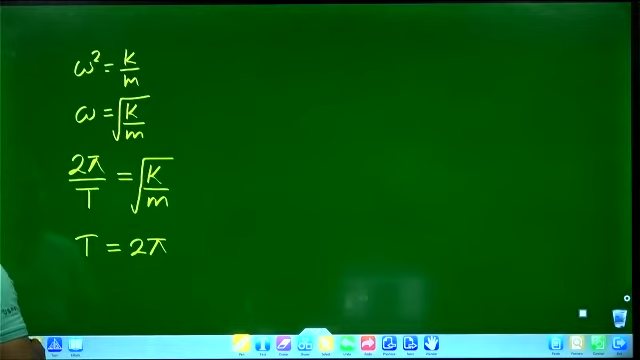 ω² = k/m
ω = √(k/m)
2π/T = √(k/m)
T = 2π